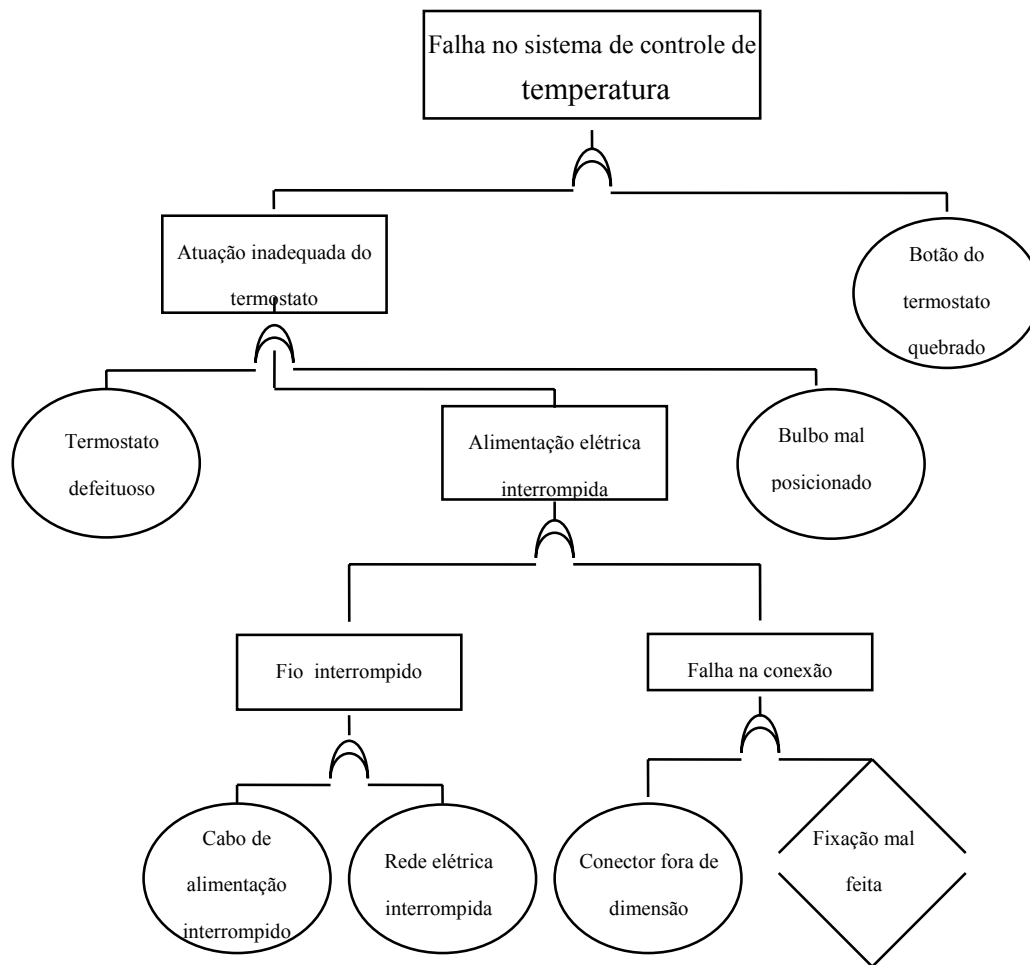 Falha no sistema de controle de
temperatura
Atuação inadequada do
termostato
Botão do
termostato
quebrado
Termostato
defeituoso
Alimentação elétrica
interrompida
Bulbo mal
posicionado
Fio interrompido
Falha na conexão
Cabo de
alimentação
interrompido
Rede elétrica
interrompida
Conector fora de
dimensão
Fixação mal
feita